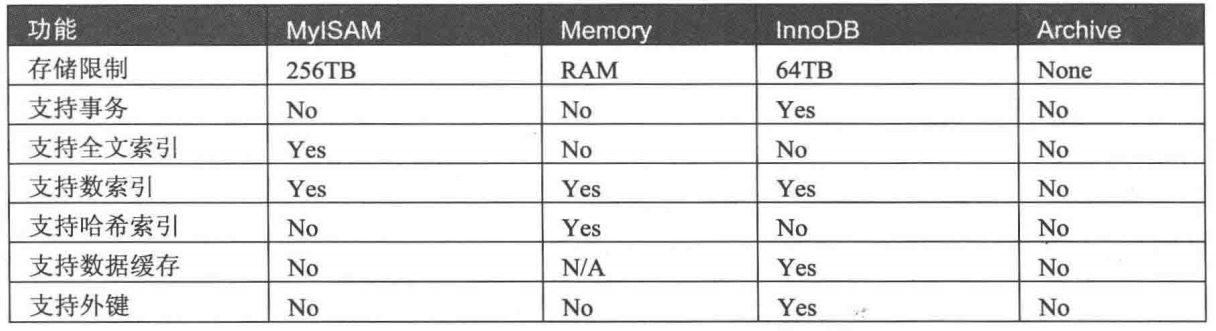 功能 MyISAM Memory InnoDB Archive
存储限制 256TB RAM 64TB None
支持事务 No No Yes No
支持全文索引 Yes No No No
支持数索引 Yes Yes Yes No
支持哈希索引 No Yes No No
支持数据缓存 No N/A Yes No
支持外键 No No Yes No